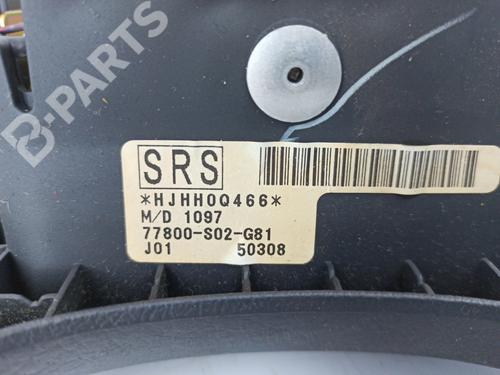 B-PARTS
SRS
*HJHH0Q466*
M/D 1097
77800-S02-G81
J01 50308